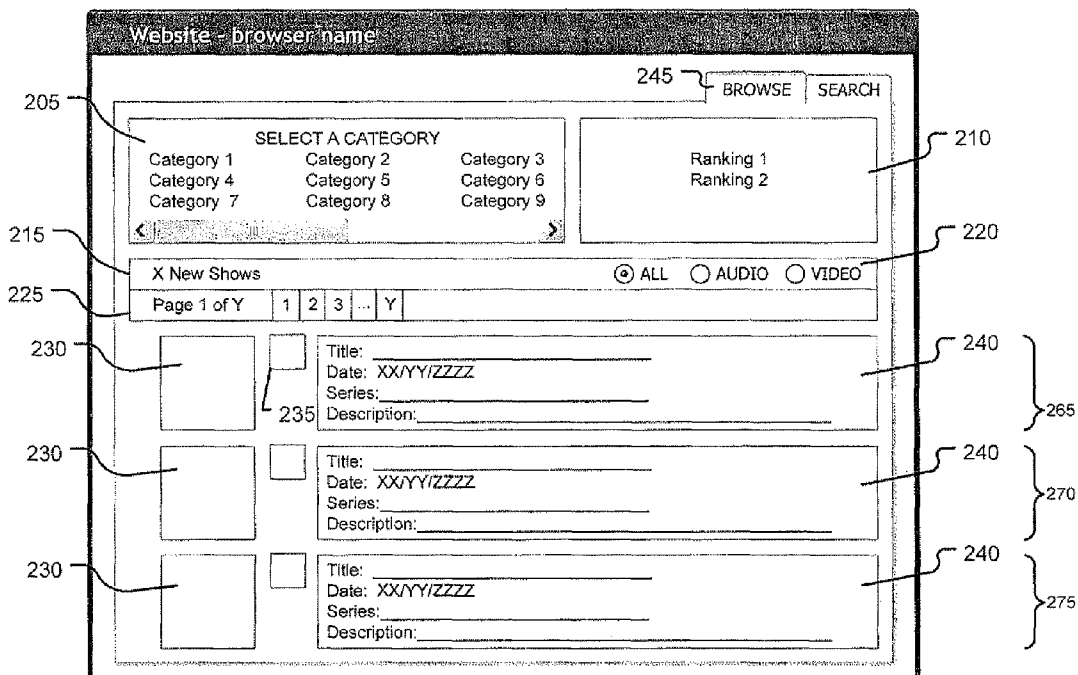 Website - browser name
245 BROWSE SEARCH
205
SELECT A CATEGORY
Category 1 Category 2 Category 3
Category 4 Category 5 Category 6
Category 7 Category 8 Category 9
Ranking 1
Ranking 2
210
215
X New Shows ALL AUDIO VIDEO
220
225
Page 1 of Y 1 2 3 ... Y
230
235
Title:
Date: XX/YY/ZZZZ
Series:
Description:
240
265
230
Title:
Date: XX/YY/ZZZZ
Series:
Description:
240
270
230
Title:
Date: XX/YY/ZZZZ
Series:
Description:
240
275